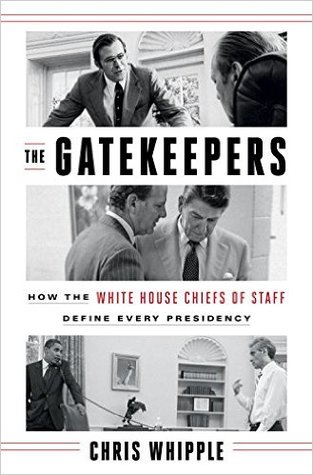 THE GATEKEEPERS
HOW THE WHITE HOUSE CHIEFS OF STAFF
DEFINE EVERY PRESIDENCY
CHRIS WHIPPLE